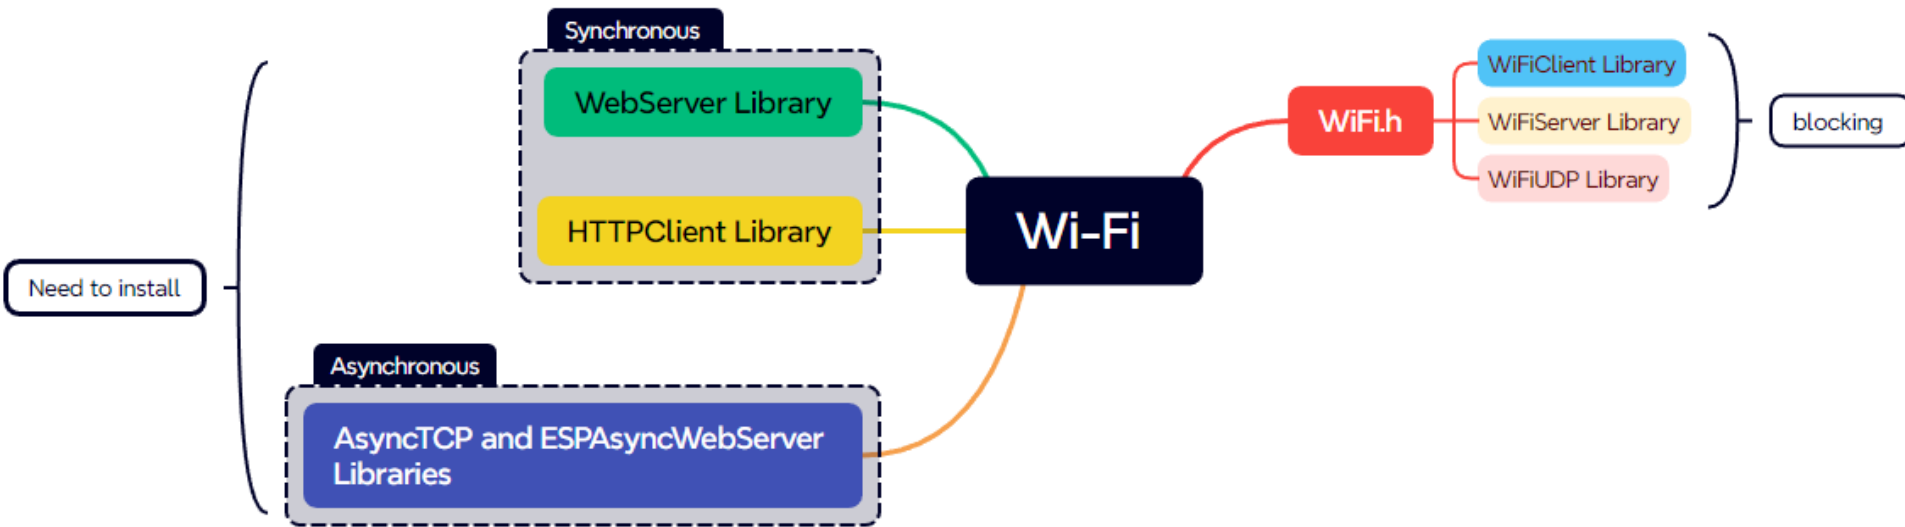 Synchronous
WebServer Library
HTTPClient Library
Need to install
Asynchronous
AsyncTCP and ESPAsyncWebServer
Libraries
Wi-Fi
WiFi.h
WiFiClient Library
WiFiServer Library
WiFiUDP Library
blocking